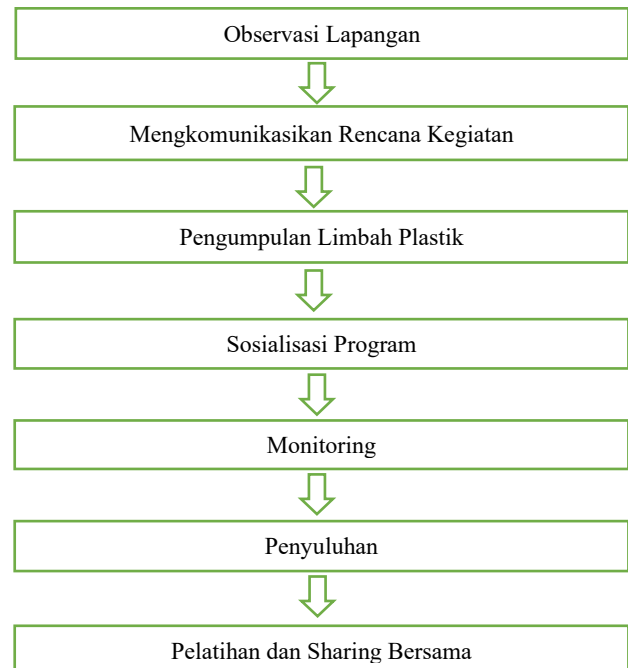 Observasi Lapangan
Mengkomunikasikan Rencana Kegiatan
Pengumpulan Limbah Plastik
Sosialisasi Program
Monitoring
Penyuluhan
Pelatihan dan Sharing Bersama